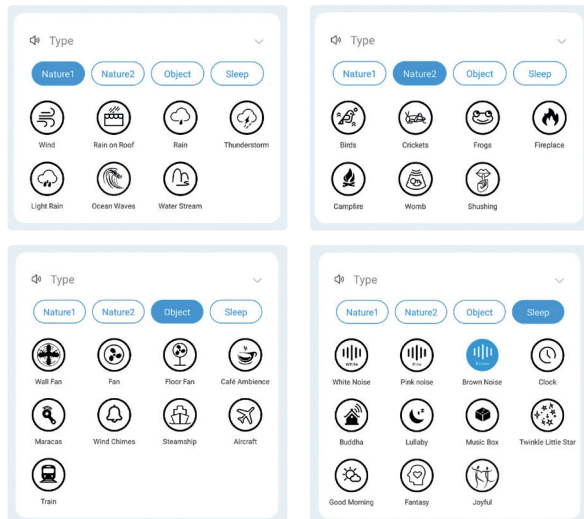 Type
Nature1 Nature2 Object Sleep
Wind Rain on Roof Rain Thunderstorm
Light Rain Ocean Waves Water Stream
Type
Nature1 Nature2 Object Sleep
Birds Crickets Frogs Fireplace
Campfire Womb Shushing
Type
Nature1 Nature2 Object Sleep
Wall Fan Fan Floor Fan Café Ambience
Maracas Wind Chimes Steamship Aircraft
Train
Type
Nature1 Nature2 Object Sleep
White Pink Brown
White Noise Pink noise Brown Noise Clock
Buddha Lullaby Music Box Twinkle Little Star
Good Morning Fantasy Joyful